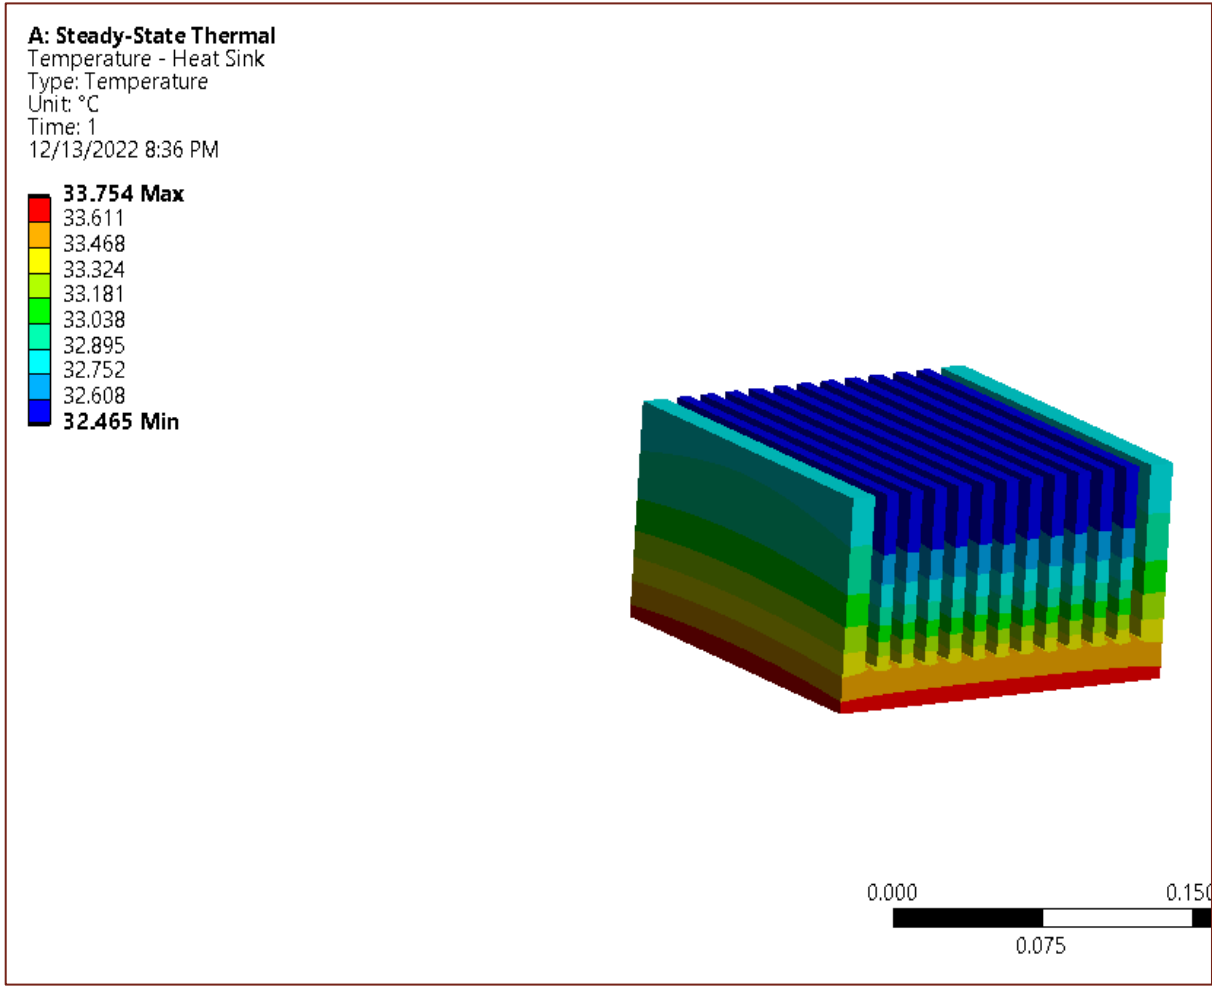 A: Steady-State Thermal
Temperature - Heat Sink
Type: Temperature
Unit: °C
Time: 1
12/13/2022 8:36 PM
33.754 Max
33.611
33.468
33.324
33.181
33.038
32.895
32.752
32.608
32.465 Min
0.000
0.150
0.075